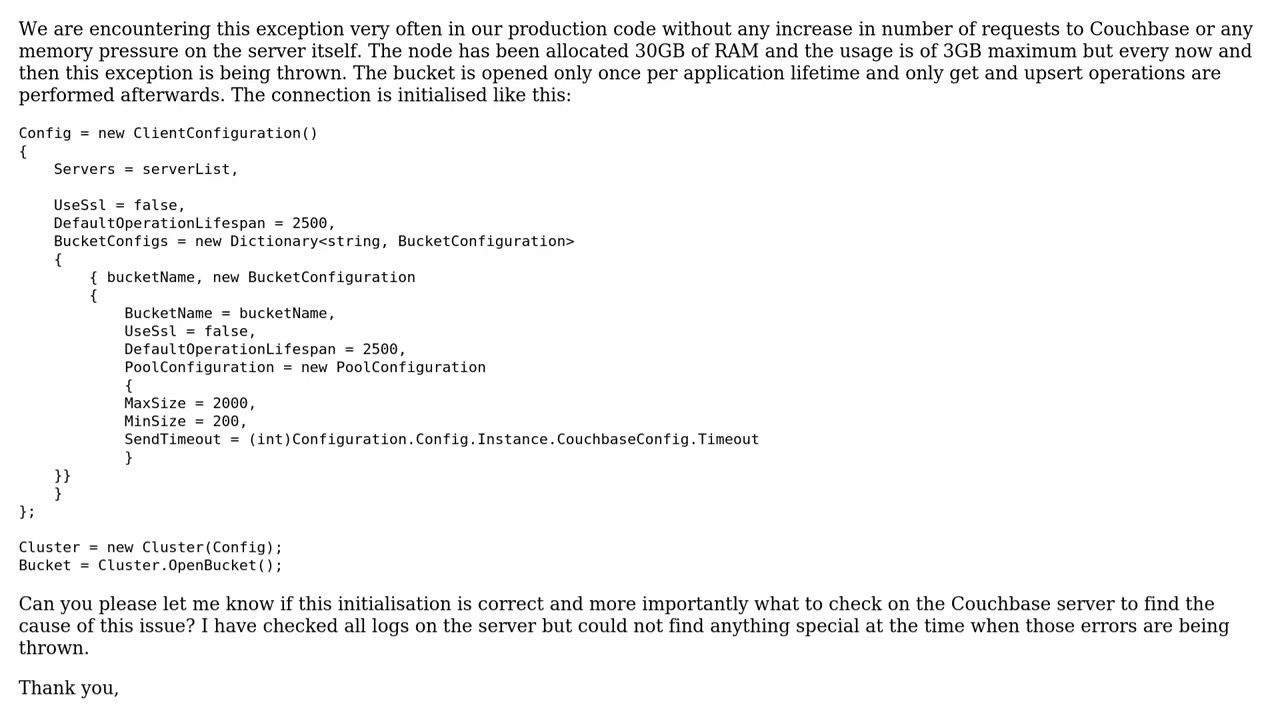 We are encountering this exception very often in our production code without any increase in number of requests to Couchbase or any
memory pressure on the server itself. The node has been allocated 30GB of RAM and the usage is of 3GB maximum but every now and
then this exception is being thrown. The bucket is opened only once per application lifetime and only get and upsert operations are
performed afterwards. The connection is initialised like this:
Config = new ClientConfiguration()
{
    Servers = serverList,
    UseSsl = false,
    DefaultOperationLifespan = 2500,
    BucketConfigs = new Dictionary<string, BucketConfiguration>
    {
        { bucketName, new BucketConfiguration
        {
            BucketName = bucketName,
            UseSsl = false,
            DefaultOperationLifespan = 2500,
            PoolConfiguration = new PoolConfiguration
            {
            MaxSize = 2000,
            MinSize = 200,
            SendTimeout = (int)Configuration.Config.Instance.CouchbaseConfig.Timeout
            }
    }}
    }
};
Cluster = new Cluster(Config);
Bucket = Cluster.OpenBucket();
Can you please let me know if this initialisation is correct and more importantly what to check on the Couchbase server to find the
cause of this issue? I have checked all logs on the server but could not find anything special at the time when those errors are being
thrown.
Thank you,